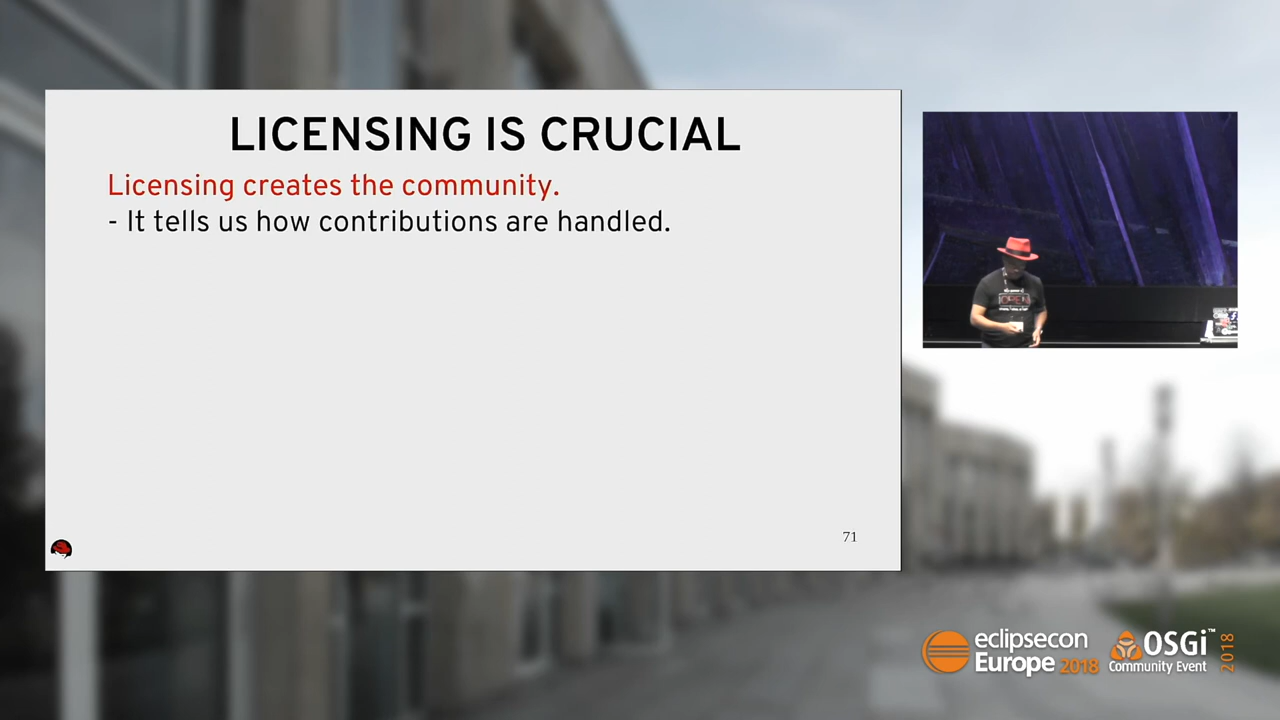 LICENSING IS CRUCIAL
Licensing creates the community.
- It tells us how contributions are handled.
71
OPEN
eclipsecon
Europe 2018
OSGi™
Community Event
2018